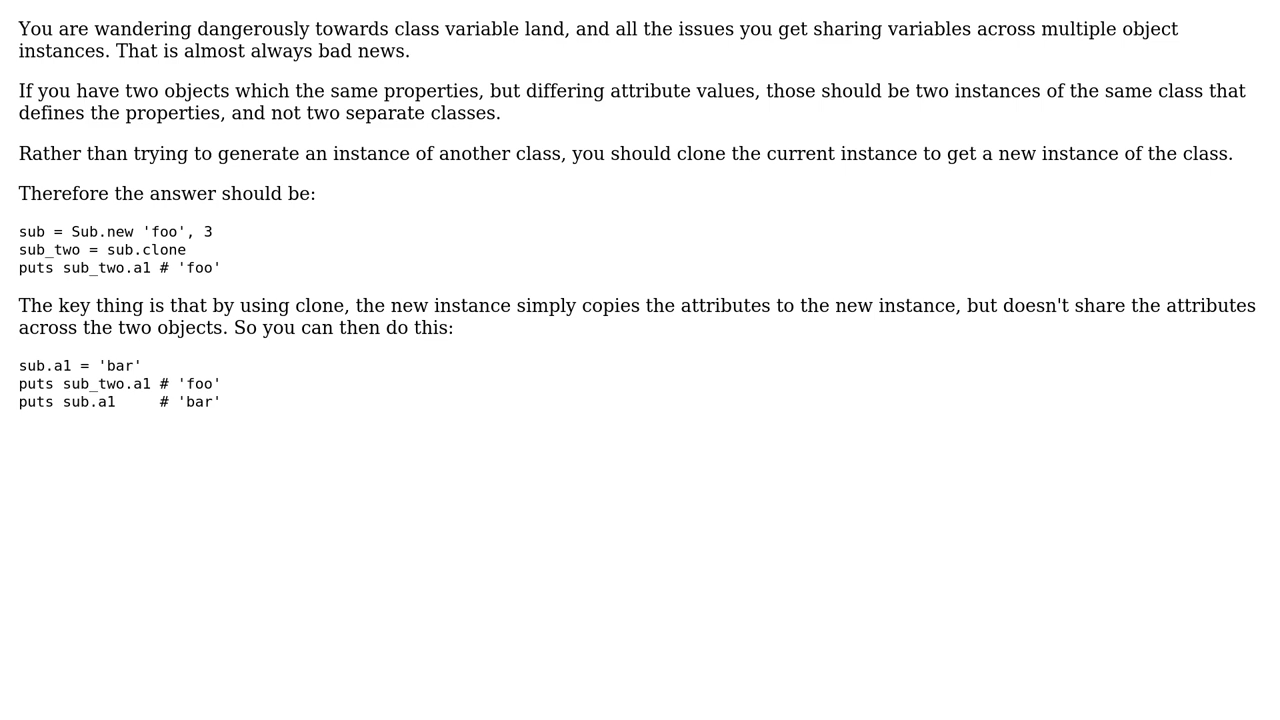 You are wandering dangerously towards class variable land, and all the issues you get sharing variables across multiple object
instances. That is almost always bad news.
If you have two objects which the same properties, but differing attribute values, those should be two instances of the same class that
defines the properties, and not two separate classes.
Rather than trying to generate an instance of another class, you should clone the current instance to get a new instance of the class.
Therefore the answer should be:
sub = Sub.new 'foo', 3
sub_two = sub.clone
puts sub_two.a1 # 'foo'
The key thing is that by using clone, the new instance simply copies the attributes to the new instance, but doesn't share the attributes
across the two objects. So you can then do this:
sub.a1 = 'bar'
puts sub_two.a1 # 'foo'
puts sub.a1     # 'bar'